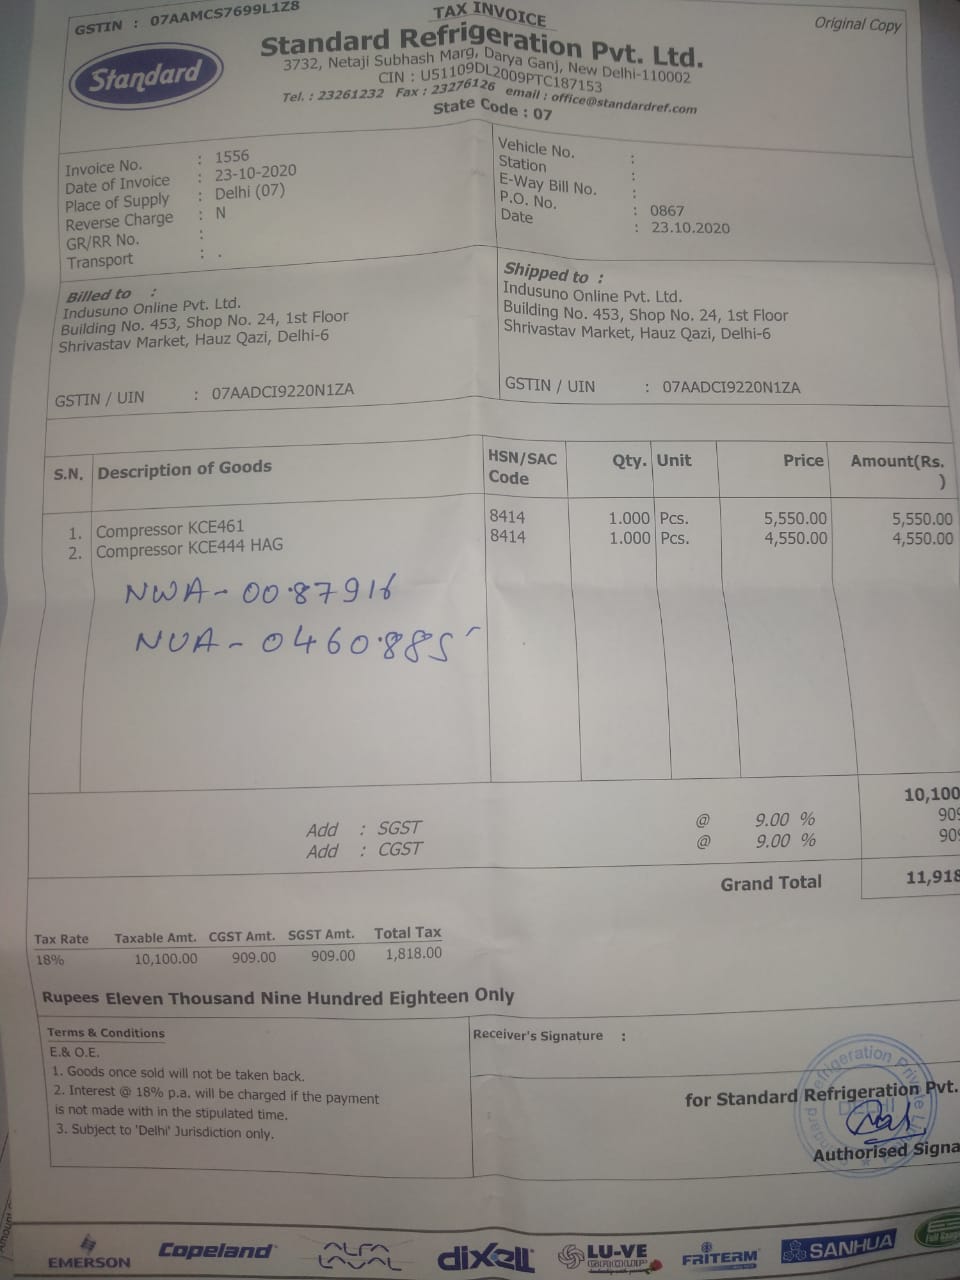 GSTIN : 07AAMCS7699L1Z8
TAX INVOICE
Original Copy
Standard
Standard Refrigeration Pvt. Ltd.
3732, Netaji Subhash Marg, Darya Ganj, New Delhi-110002
CIN : U51109DL2009PTC187153
Tel. : 23261232 Fax : 23276126 email : office@standardref.com
State Code : 07
Invoice No. : 1556
Date of Invoice : 23-10-2020
Place of Supply : Delhi (07)
Reverse Charge : N
GR/RR No. :
Transport : .
Vehicle No. :
Station :
E-Way Bill No. :
P.O. No. : 0867
Date : 23.10.2020
Billed to :
Indusuno Online Pvt. Ltd.
Building No. 453, Shop No. 24, 1st Floor
Shrivastav Market, Hauz Qazi, Delhi-6
GSTIN / UIN : 07AADCI9220N1ZA
Shipped to :
Indusuno Online Pvt. Ltd.
Building No. 453, Shop No. 24, 1st Floor
Shrivastav Market, Hauz Qazi, Delhi-6
GSTIN / UIN : 07AADCI9220N1ZA
S.N. Description of Goods HSN/SAC Code Qty. Unit Price Amount(Rs.)
1. Compressor KCE461 8414 1.000 Pcs. 5,550.00 5,550.00
2. Compressor KCE444 HAG 8414 1.000 Pcs. 4,550.00 4,550.00
NWA-0087916
NUA-0460885
10,100
Add : SGST @ 9.00 % 909
Add : CGST @ 9.00 % 909
Grand Total 11,918
Tax Rate Taxable Amt. CGST Amt. SGST Amt. Total Tax
18% 10,100.00 909.00 909.00 1,818.00
Rupees Eleven Thousand Nine Hundred Eighteen Only
Terms & Conditions
E.& O.E.
1. Goods once sold will not be taken back.
2. Interest @ 18% p.a. will be charged if the payment
is not made with in the stipulated time.
3. Subject to 'Delhi' Jurisdiction only.
Receiver's Signature :
for Standard Refrigeration Pvt.
DELHI
Authorised Signa
EMERSON
Copeland
ALFA LAVAL
dixell
LU-VE
GROUP
FRITERM
SANHUA